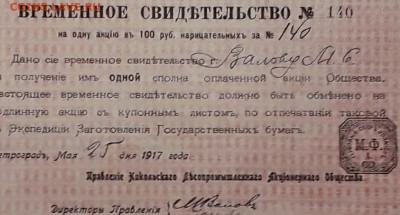 ВРЕМЕННОЕ СВИДѢТЕЛЬСТВО № 140
на одну акцію въ 100 руб. нарицательныхъ за № 140
Дано сіе временное свидѣтельство г. Валову М. С.
въ полученіи имъ одной сполна оплаченной акціи Общества.
настоящее временное свидѣтельство должно быть обмѣнено на
подлинную акцію съ купоннымъ листомъ, по отпечатаніи таковой
въ Экспедиціи Заготовленія Государственныхъ бумагъ.
Петроградъ, Мая 25 дня 1917 года.
М.Ф.
Правленіе Кокольскаго Лѣсопромышленнаго Акціонернаго Общества
Директоры Правленія